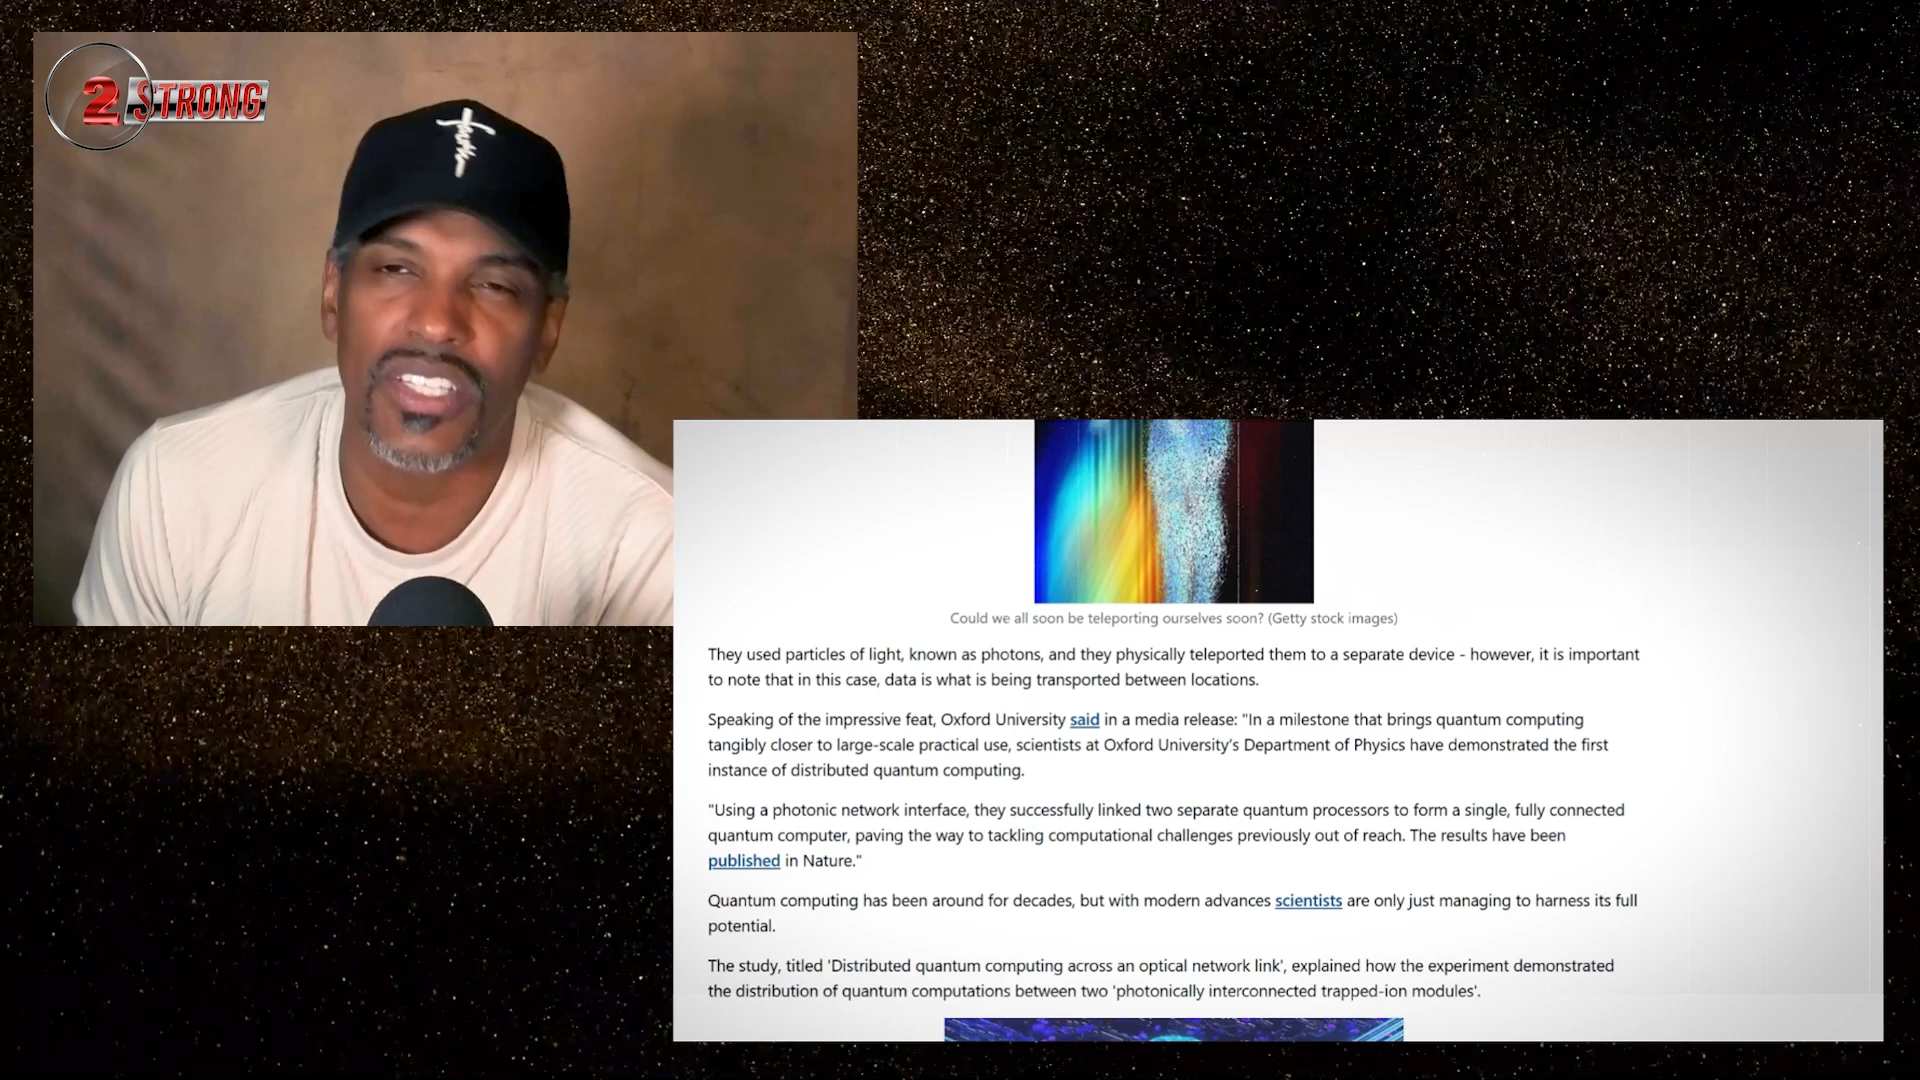 2 STRONG
faith
Could we all soon be teleporting ourselves soon? (Getty stock images)
They used particles of light, known as photons, and they physically teleported them to a separate device - however, it is important
to note that in this case, data is what is being transported between locations.
Speaking of the impressive feat, Oxford University said in a media release: "In a milestone that brings quantum computing
tangibly closer to large-scale practical use, scientists at Oxford University's Department of Physics have demonstrated the first
instance of distributed quantum computing.
"Using a photonic network interface, they successfully linked two separate quantum processors to form a single, fully connected
quantum computer, paving the way to tackling computational challenges previously out of reach. The results have been
published in Nature."
Quantum computing has been around for decades, but with modern advances scientists are only just managing to harness its full
potential.
The study, titled 'Distributed quantum computing across an optical network link', explained how the experiment demonstrated
the distribution of quantum computations between two 'photonically interconnected trapped-ion modules'.